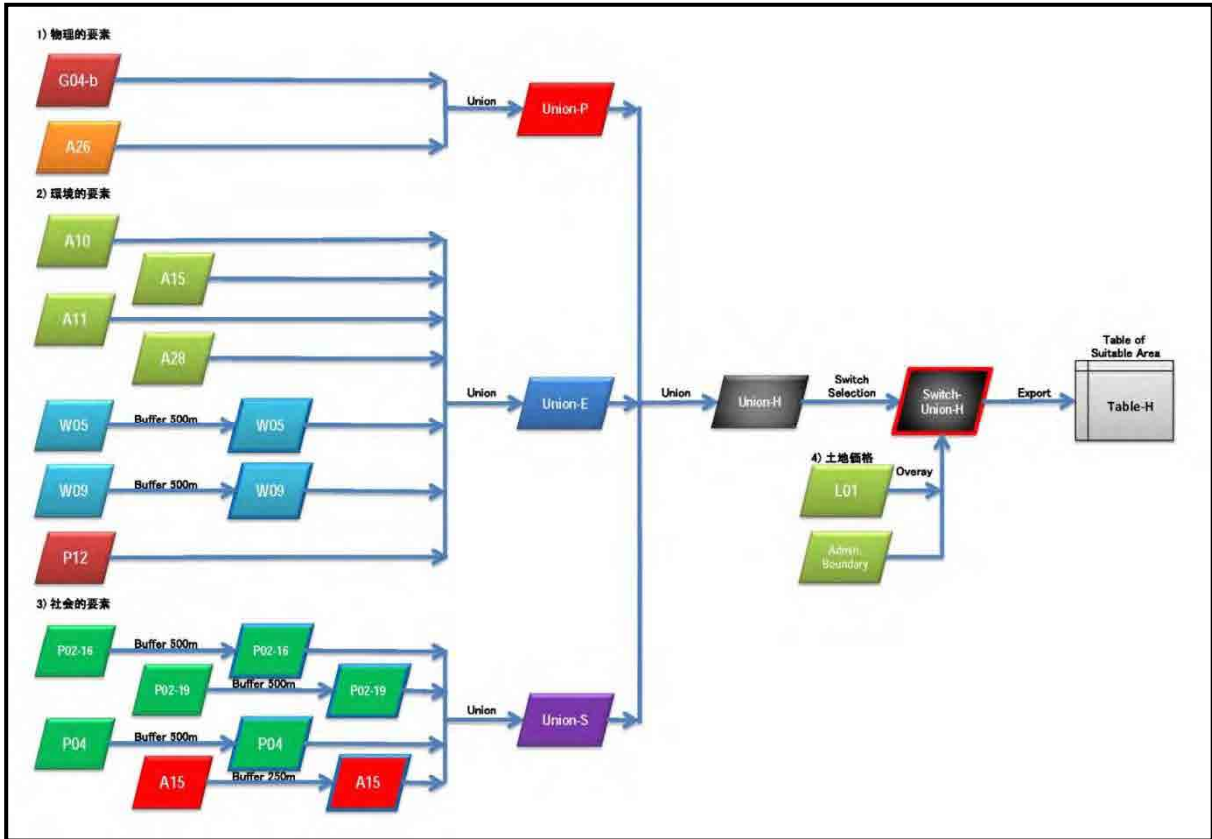 1) 物理的要素
G04-b
Union
Union-P
A26
2) 環境的要素
A10
A15
A11
A28
W05
Buffer 500m
W05
W09
Buffer 500m
W09
P12
Union
Union-E
Union
Union-H
Switch
Selection
Switch-
Union-H
Export
Table of
Suitable Area
Table-H
4) 土地価格
L01
Overay
Admin.
Boundary
3) 社会的要素
P02-16
Buffer 500m
P02-16
P02-19
Buffer 500m
P02-19
P04
Buffer 500m
P04
A15
Buffer 250m
A15
Union
Union-S